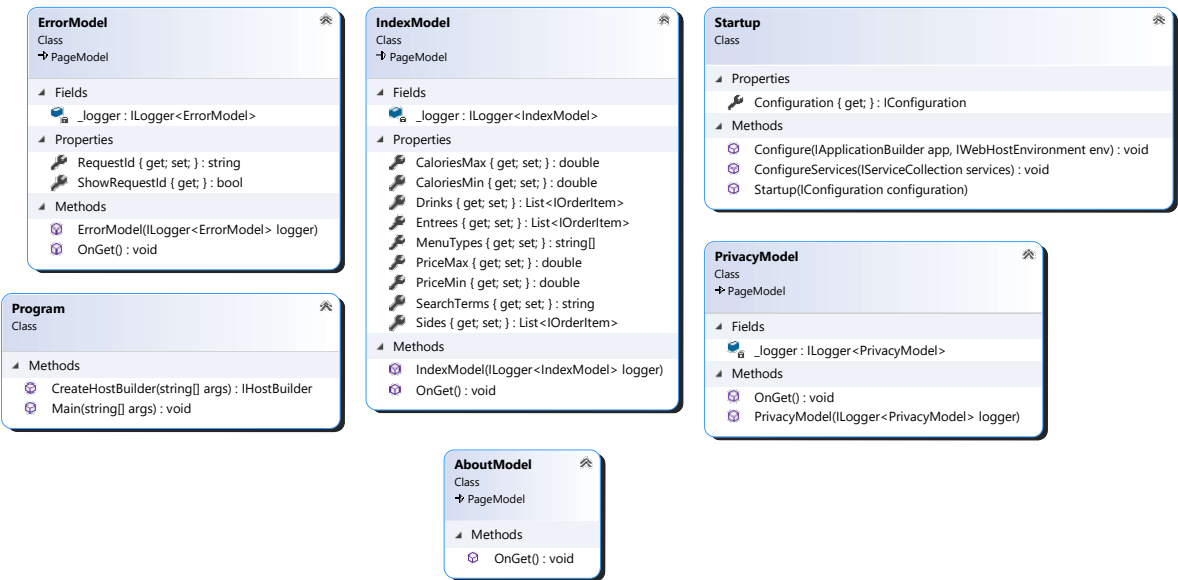 ErrorModel
Class
PageModel
Fields
_logger : ILogger<ErrorModel>
Properties
RequestId { get; set; } : string
ShowRequestId { get; } : bool
Methods
ErrorModel(ILogger<ErrorModel> logger)
OnGet() : void
IndexModel
Class
PageModel
Fields
_logger : ILogger<IndexModel>
Properties
CaloriesMax { get; set; } : double
CaloriesMin { get; set; } : double
Drinks { get; set; } : List<IOrderItem>
Entrees { get; set; } : List<IOrderItem>
MenuTypes { get; set; } : string[]
PriceMax { get; set; } : double
PriceMin { get; set; } : double
SearchTerms { get; set; } : string
Sides { get; set; } : List<IOrderItem>
Methods
IndexModel(ILogger<IndexModel> logger)
OnGet() : void
Startup
Class
Properties
Configuration { get; } : IConfiguration
Methods
Configure(IApplicationBuilder app, IWebHostEnvironment env) : void
ConfigureServices(IServiceCollection services) : void
Startup(IConfiguration configuration)
Program
Class
Methods
CreateHostBuilder(string[] args) : IHostBuilder
Main(string[] args) : void
PrivacyModel
Class
PageModel
Fields
_logger : ILogger<PrivacyModel>
Methods
OnGet() : void
PrivacyModel(ILogger<PrivacyModel> logger)
AboutModel
Class
PageModel
Methods
OnGet() : void